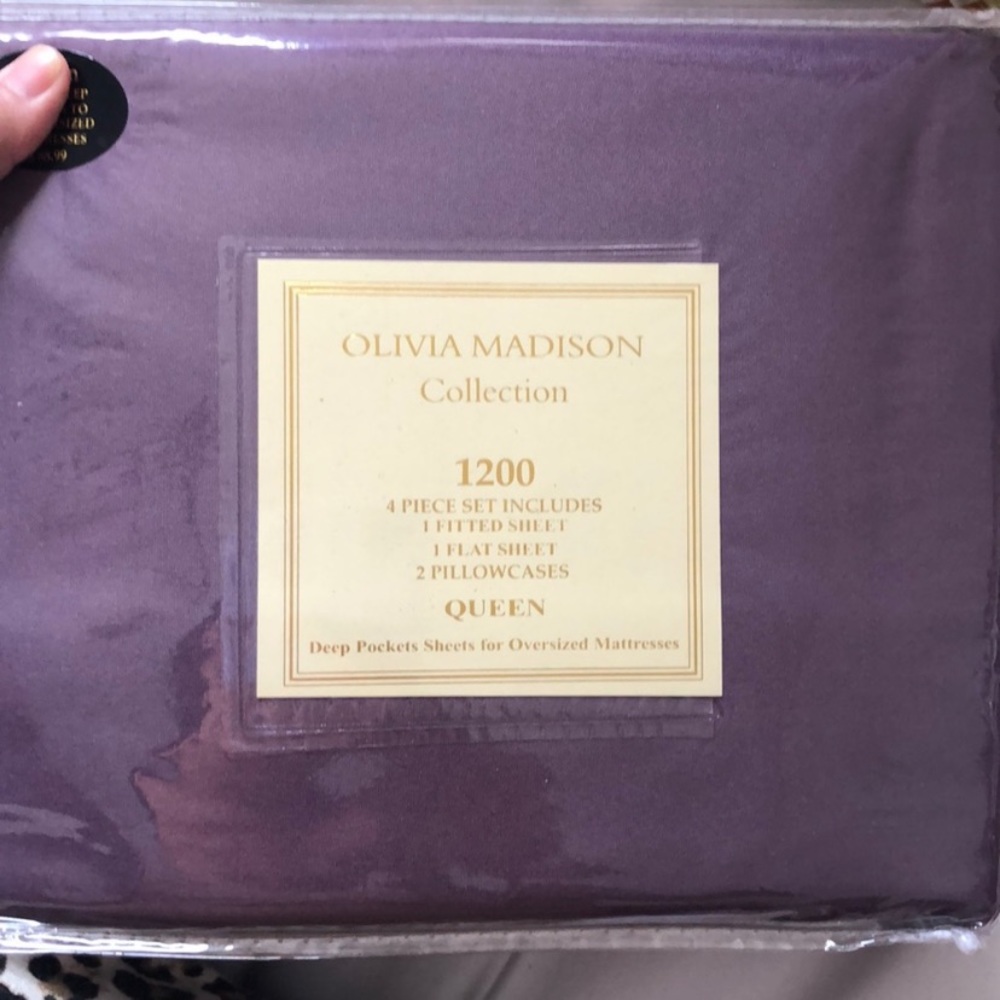 TO
OLIVIA MADISON
Collection
1200
4 PIECE SET INCLUDES
1 FITTED SHEET
1 FLAT SHEET
2 PILLOWCASES
QUEEN
Deep Pockets Sheets for Oversized Mattresses